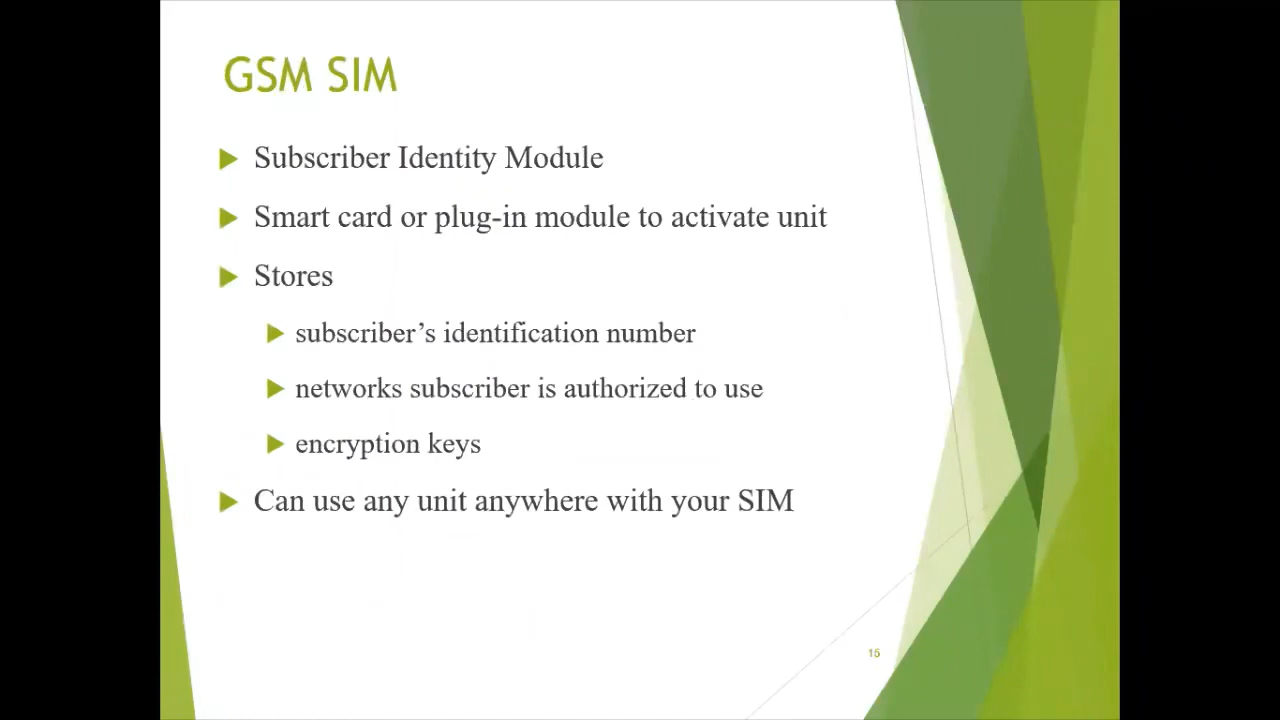 GSM SIM
Subscriber Identity Module
Smart card or plug-in module to activate unit
Stores
subscriber’s identification number
networks subscriber is authorized to use
encryption keys
Can use any unit anywhere with your SIM
15